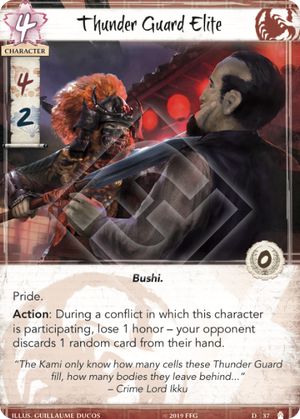 4
Thunder Guard Elite
CHARACTER
4
2
0
Bushi.
Pride.
Action: During a conflict in which this character
is participating, lose 1 honor – your opponent
discards 1 random card from their hand.
“The Kami only know how many cells these Thunder Guard
fill, how many bodies they leave behind...”
– Crime Lord Ikku
ILLUS. GUILLAUME DUCOS
© 2019 FFG
D 37